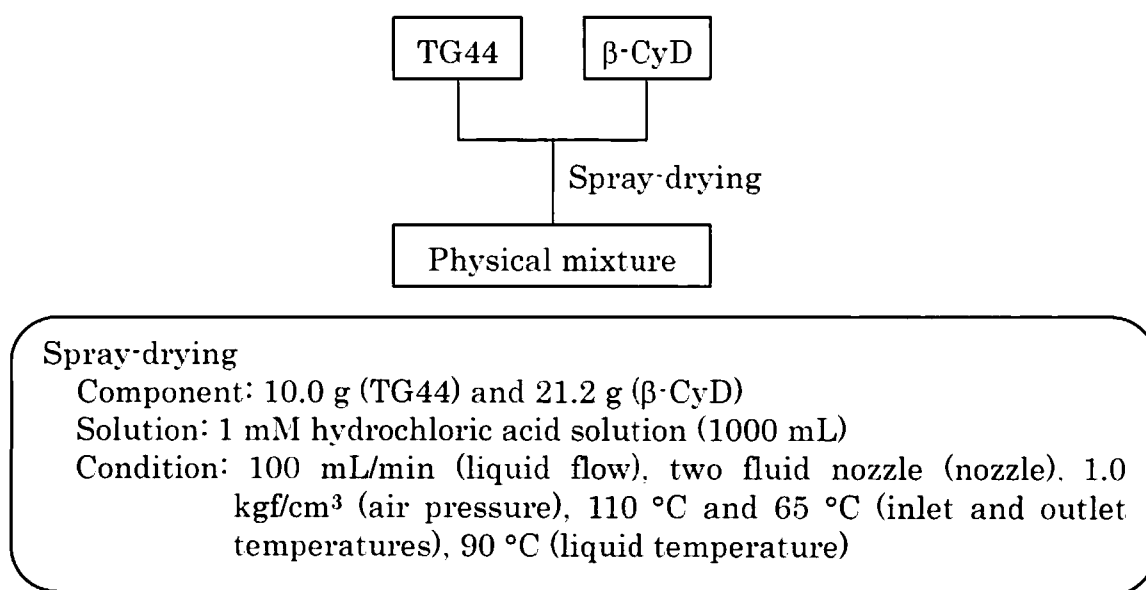 TG44
β-CyD
Spray-drying
Physical mixture
Spray-drying
Component: 10.0 g (TG44) and 21.2 g (β-CyD)
Solution: 1 mM hydrochloric acid solution (1000 mL)
Condition: 100 mL/min (liquid flow), two fluid nozzle (nozzle), 1.0
kgf/cm³ (air pressure), 110 °C and 65 °C (inlet and outlet
temperatures), 90 °C (liquid temperature)